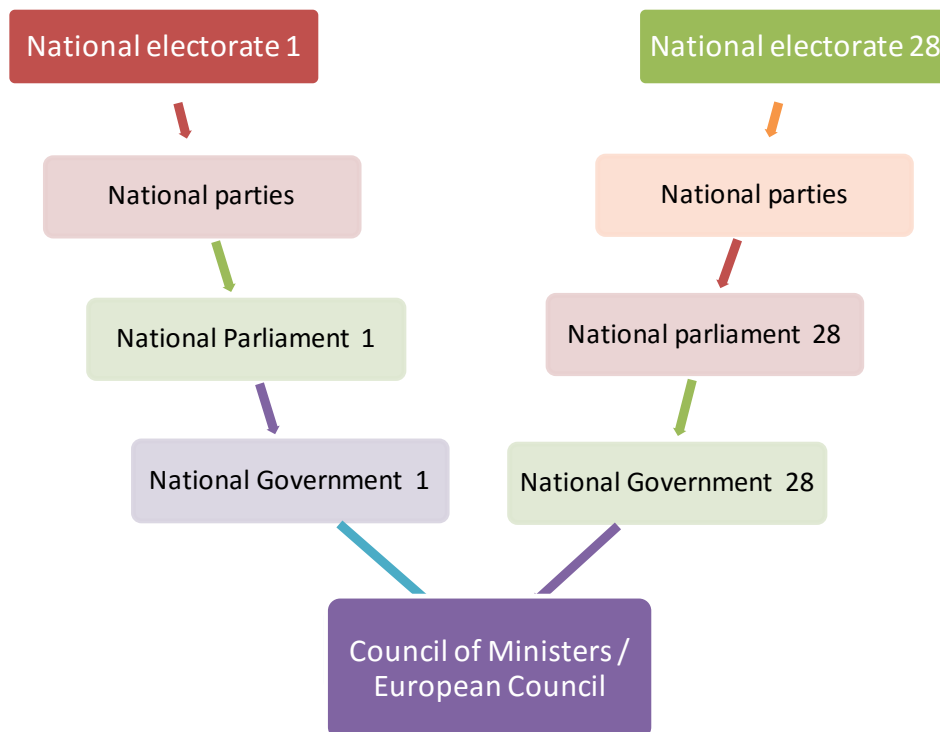 National electorate 1
National electorate 28
National parties
National parties
National Parliament 1
National parliament 28
National Government 1
National Government 28
Council of Ministers /
European Council